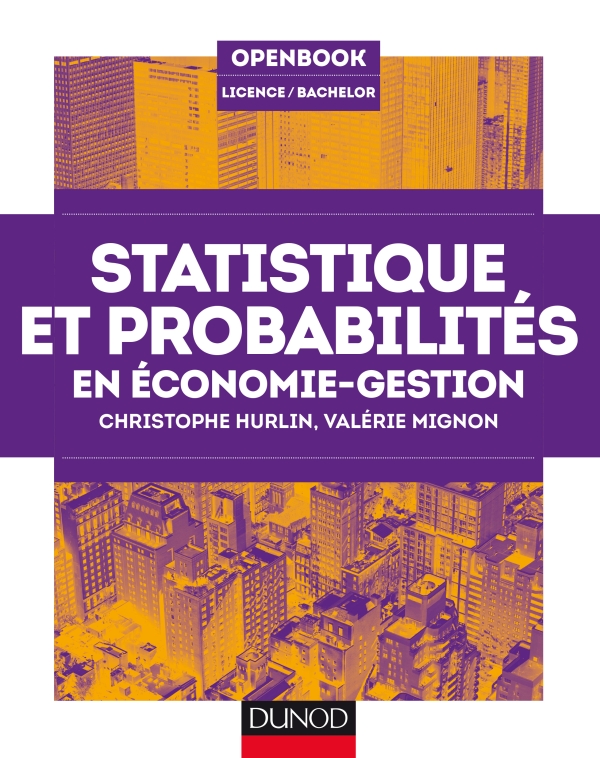 OPENBOOK
LICENCE / BACHELOR
STATISTIQUE
ET PROBABILITÉS
EN ÉCONOMIE-GESTION
CHRISTOPHE HURLIN, VALÉRIE MIGNON
DUNOD